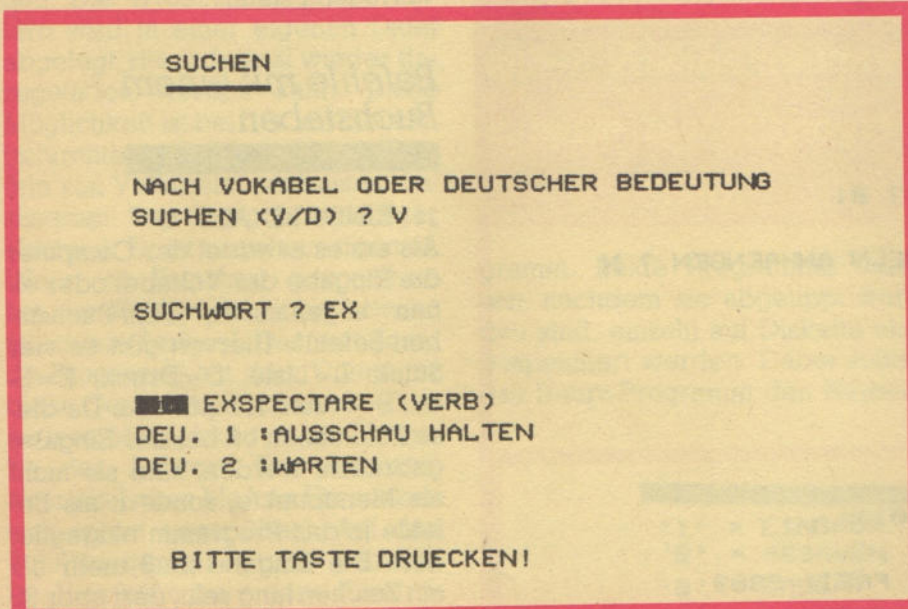 SUCHEN
NACH VOKABEL ODER DEUTSCHER BEDEUTUNG
SUCHEN (V/D) ? V
SUCHWORT ? EX
EXSPECTARE (VERB)
DEU. 1 :AUSSCHAU HALTEN
DEU. 2 :WARTEN
BITTE TASTE DRUECKEN!